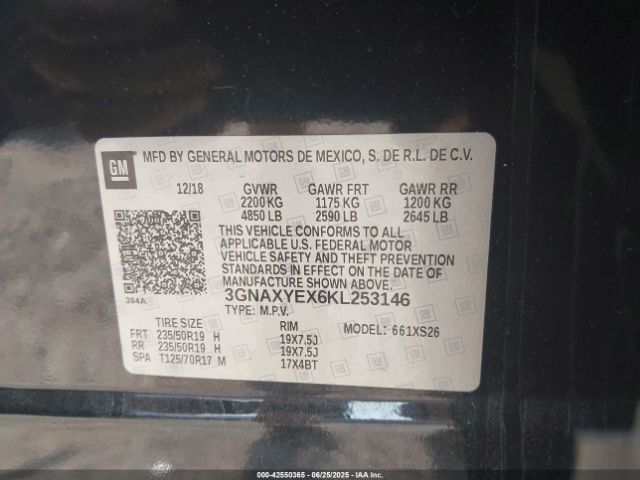 GM
MFD BY GENERAL MOTORS DE MEXICO, S. DE R.L. DE C.V.
12/18 GVWR GAWR FRT GAWR RR
2200 KG 1175 KG 1200 KG
4850 LB 2590 LB 2645 LB
THIS VEHICLE CONFORMS TO ALL
APPLICABLE U.S. FEDERAL MOTOR
VEHICLE SAFETY AND THEFT
PREVENTION STANDARDS IN
EFFECT ON THE DATE OF
MANUFACTURE SHOWN ABOVE.
384A
3GNAXYEX6KL253146
TYPE: M.P.V.
TIRE SIZE RIM MODEL: 661XS26
FRT 235/50R19 H 19X7.5J
RR 235/50R19 H 19X7.5J
SPA T125/70R17 M 17X4BT
000-42550365 - 06/25/2025 - IAA, Inc.